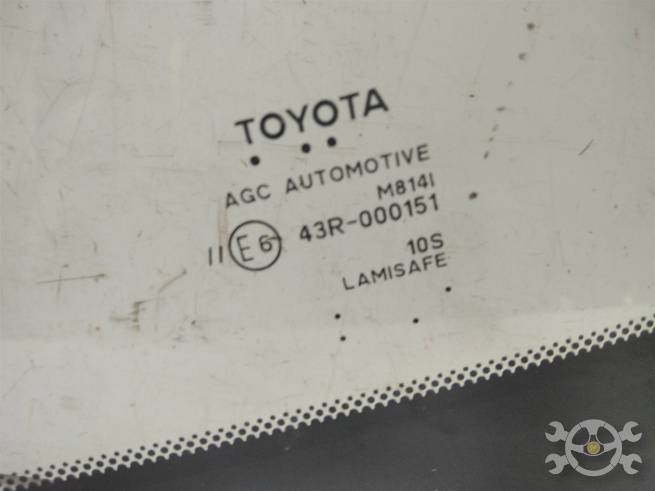 TOYOTA
AGC AUTOMOTIVE
M814I
II E6 43R-000151
10S
LAMISAFE